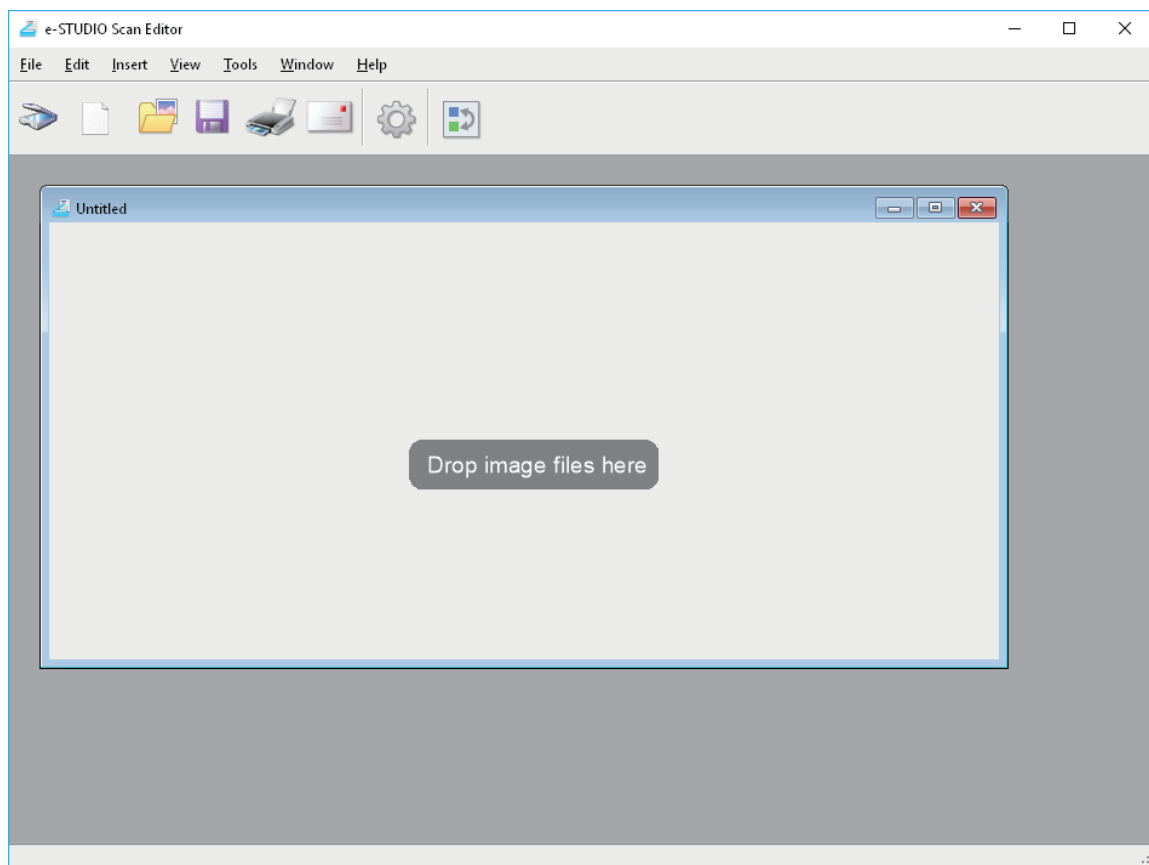 e-STUDIO Scan Editor
File Edit Insert View Tools Window Help
Untitled
Drop image files here